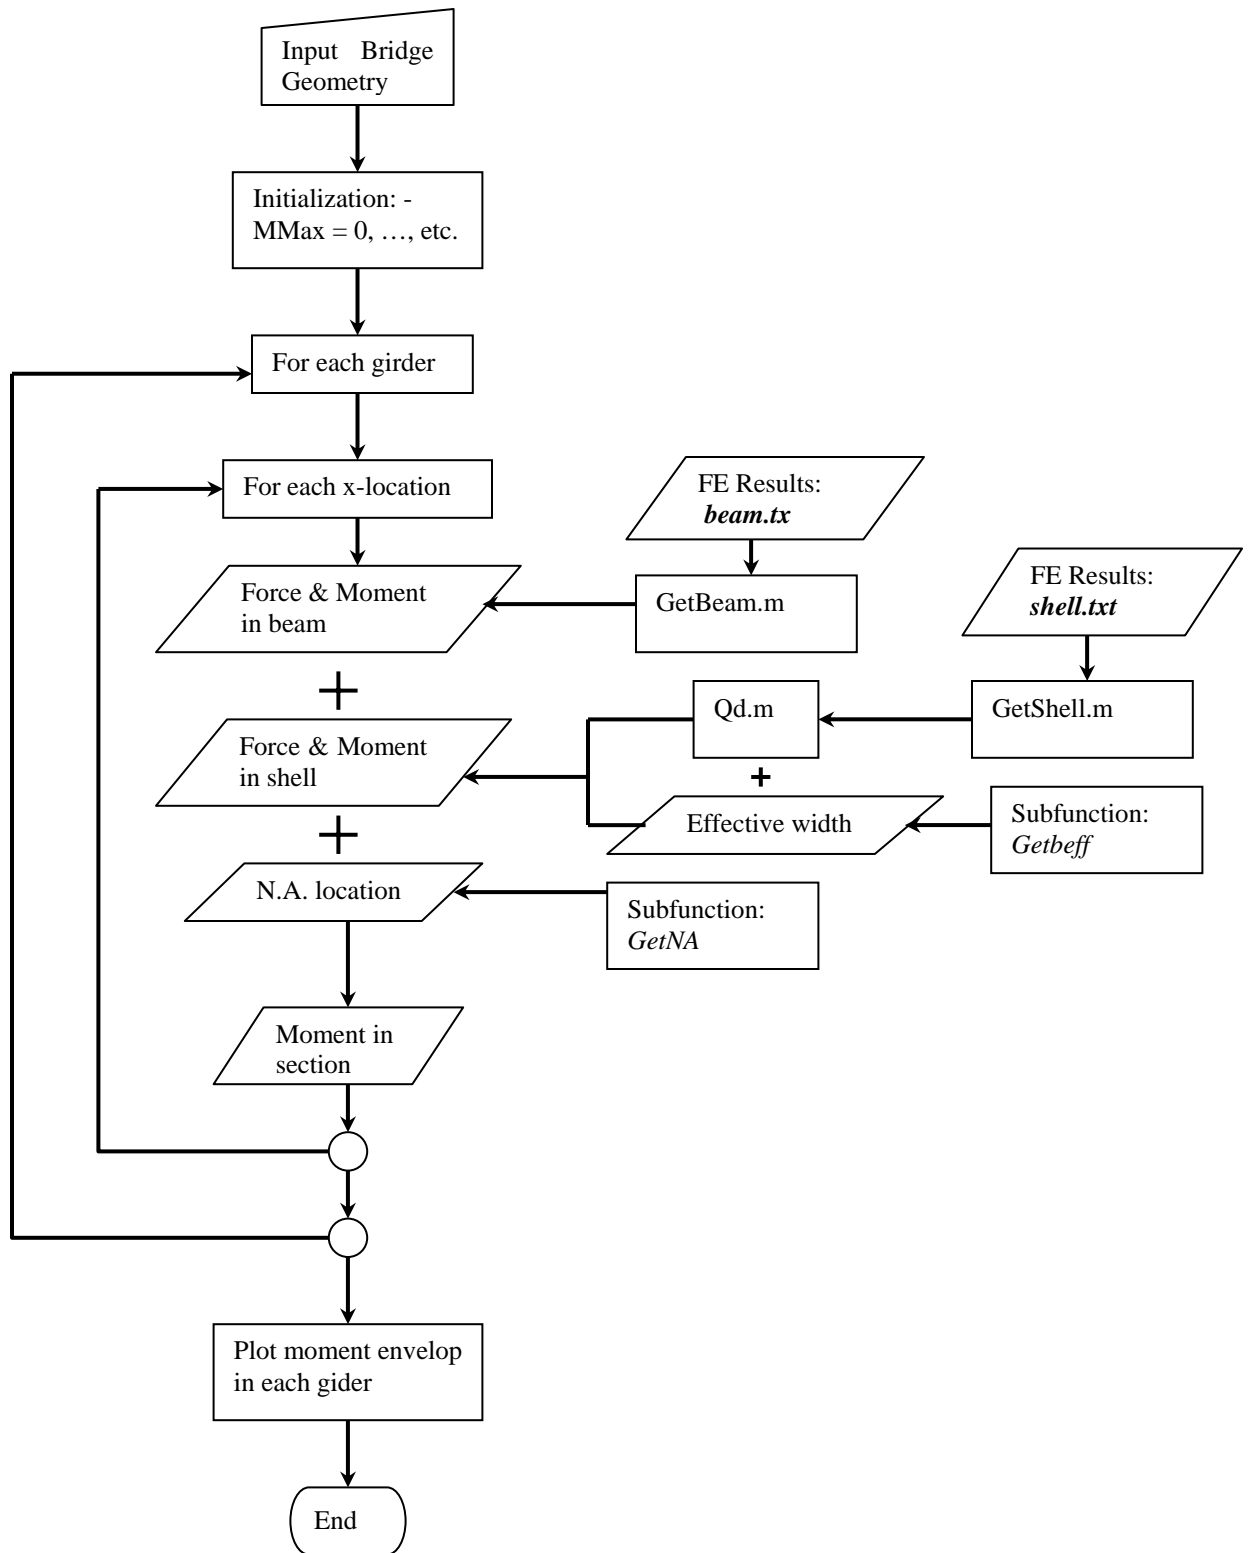 Input Bridge
Geometry
Initialization: -
MMax = 0, …, etc.
For each girder
For each x-location
FE Results:
beam.tx
FE Results:
shell.txt
Force & Moment
in beam
GetBeam.m
+
Qd.m
GetShell.m
Force & Moment
in shell
+
Effective width
Subfunction:
Getbeff
+
N.A. location
Subfunction:
GetNA
Moment in
section
Plot moment envelop
in each gider
End